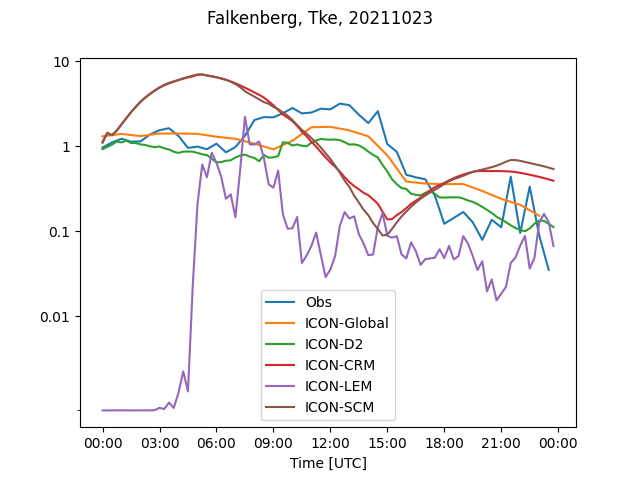 Falkenberg, Tke, 20211023
10
1
0.1
0.01
Obs
ICON-Global
ICON-D2
ICON-CRM
ICON-LEM
ICON-SCM
00:00 03:00 06:00 09:00 12:00 15:00 18:00 21:00 00:00
Time [UTC]